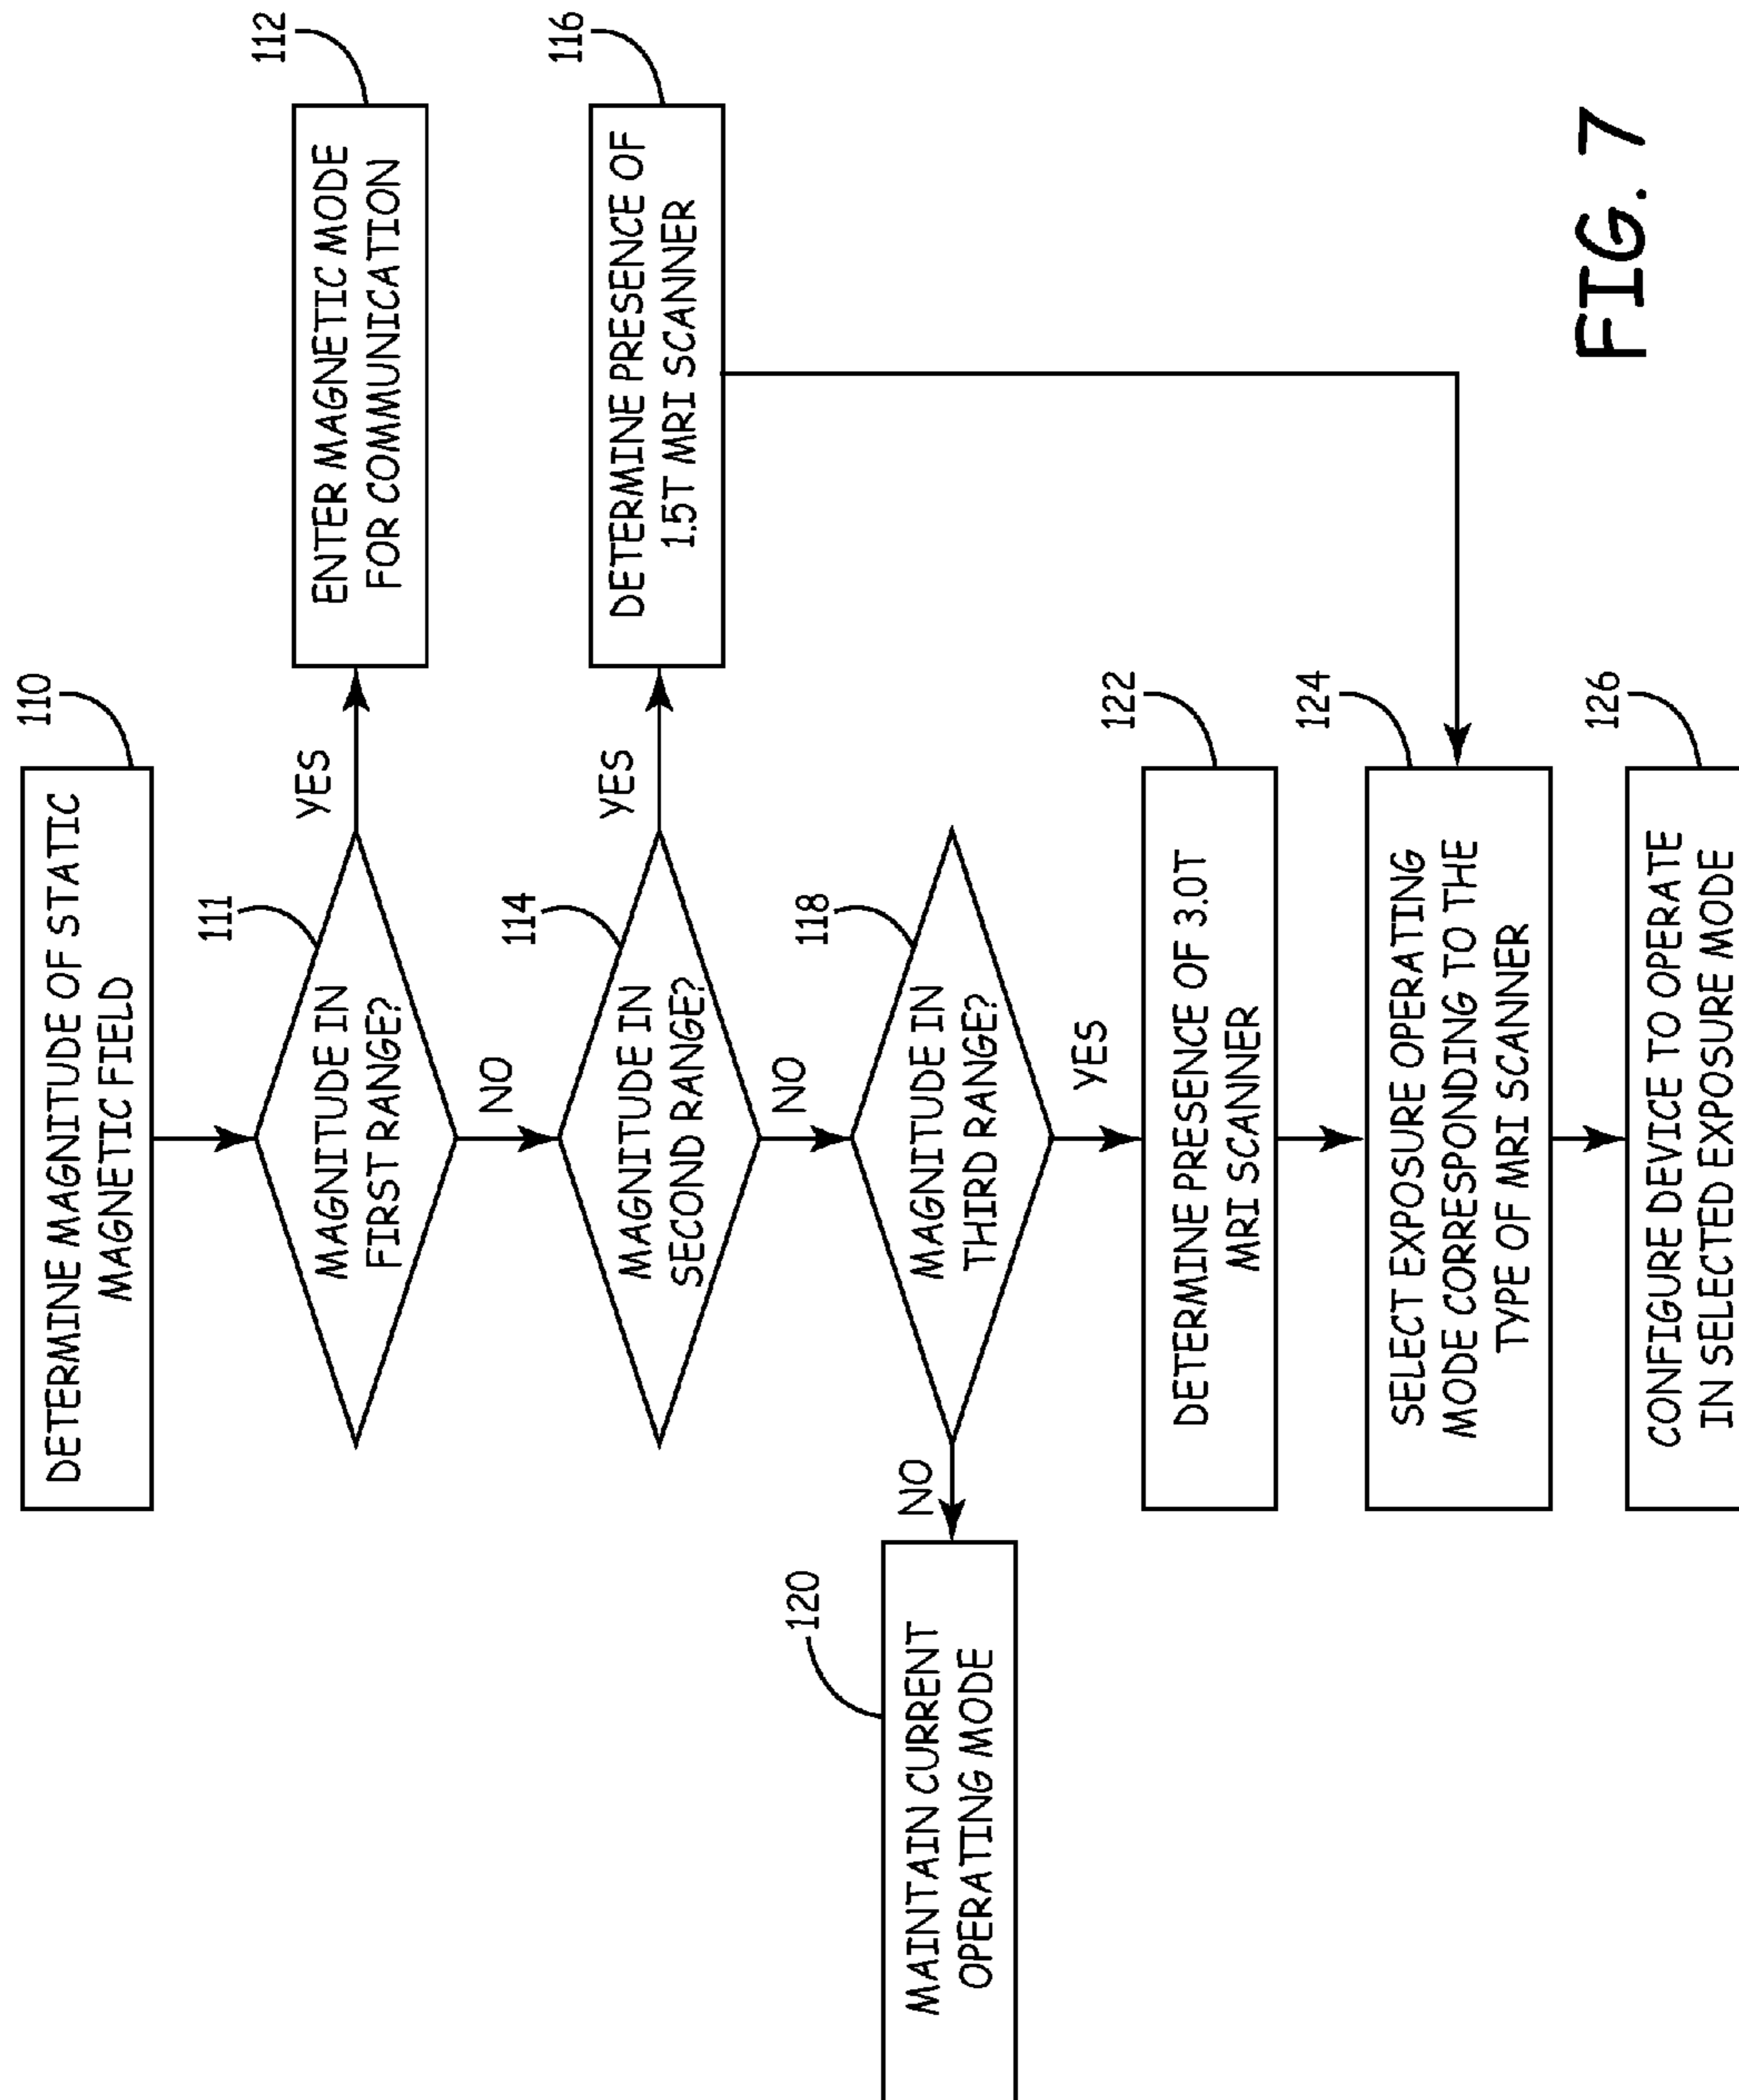 110
DETERMINE MAGNITUDE OF STATIC
MAGNETIC FIELD
111
MAGNITUDE IN
FIRST RANGE?
YES
112
ENTER MAGNETIC MODE
FOR COMMUNICATION
NO
114
MAGNITUDE IN
SECOND RANGE?
YES
116
DETERMINE PRESENCE OF
1.5T MRI SCANNER
NO
118
MAGNITUDE IN
THIRD RANGE?
NO
120
MAINTAIN CURRENT
OPERATING MODE
YES
122
DETERMINE PRESENCE OF 3.0T
MRI SCANNER
124
SELECT EXPOSURE OPERATING
MODE CORRESPONDING TO THE
TYPE OF MRI SCANNER
126
CONFIGURE DEVICE TO OPERATE
IN SELECTED EXPOSURE MODE
FIG. 7